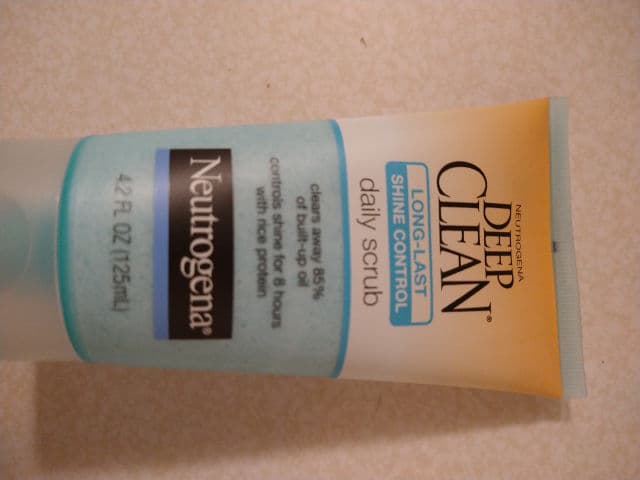 NEUTROGENA
DEEP
CLEAN®
LONG-LAST
SHINE CONTROL
daily scrub
clears away 85%
of built-up oil
controls shine for 8 hours
with rice protein
Neutrogena®
4.2 FL OZ (125mL)